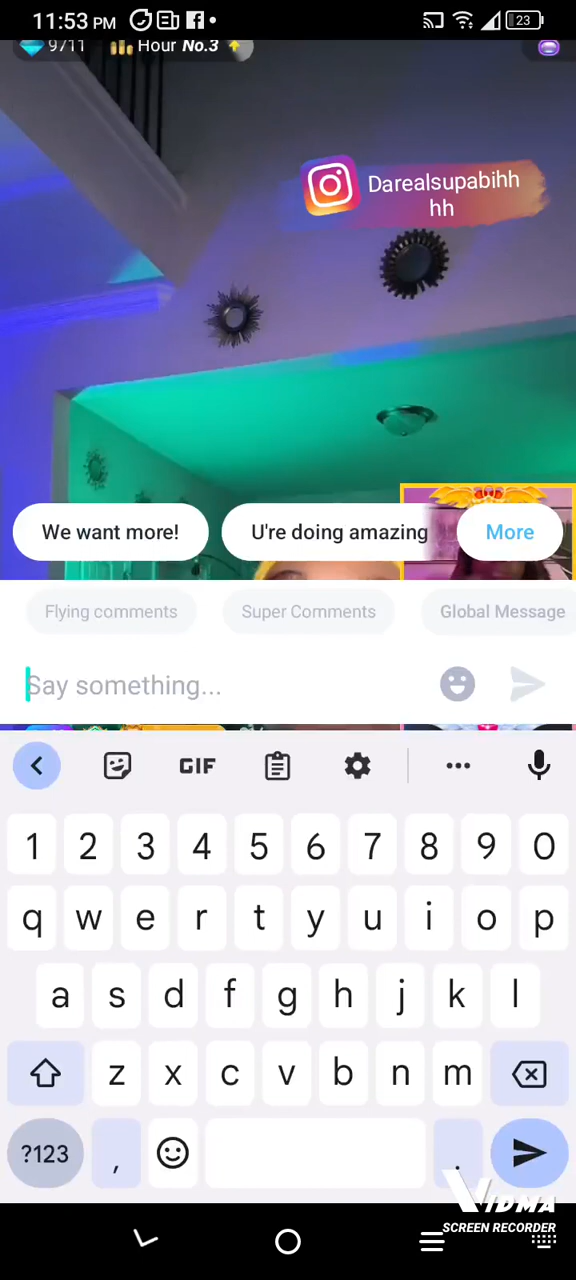 11:53 PM
23
9/11 Hour No.3
Darealsupabihh
hh
We want more!
U're doing amazing
More
Flying comments
Super Comments
Global Message
Say something...
GIF
1 2 3 4 5 6 7 8 9 0
q w e r t y u i o p
a s d f g h j k l
z x c v b n m
?123 , .
VIDMA
SCREEN RECORDER